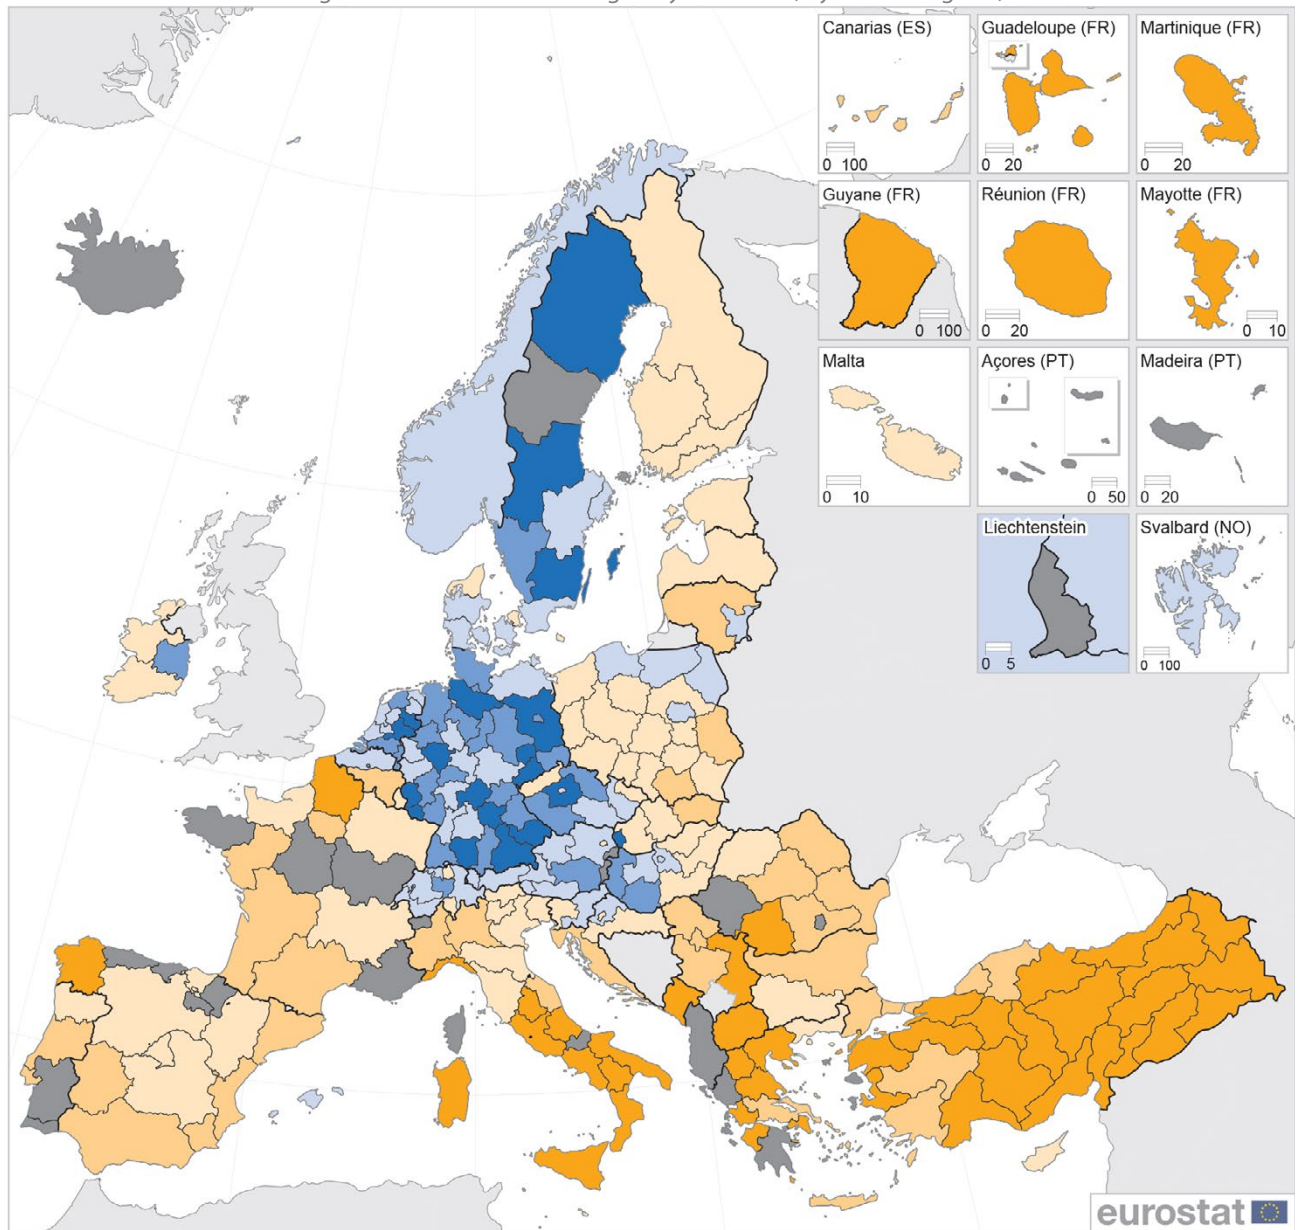 Canarias (ES)
0 100
Guadeloupe (FR)
0 20
Martinique (FR)
0 20
Guyane (FR)
0 100
Réunion (FR)
0 20
Mayotte (FR)
0 10
Malta
0 10
Açores (PT)
0 50
Madeira (PT)
0 20
Liechtenstein
0 5
Svalbard (NO)
0 100
eurostat